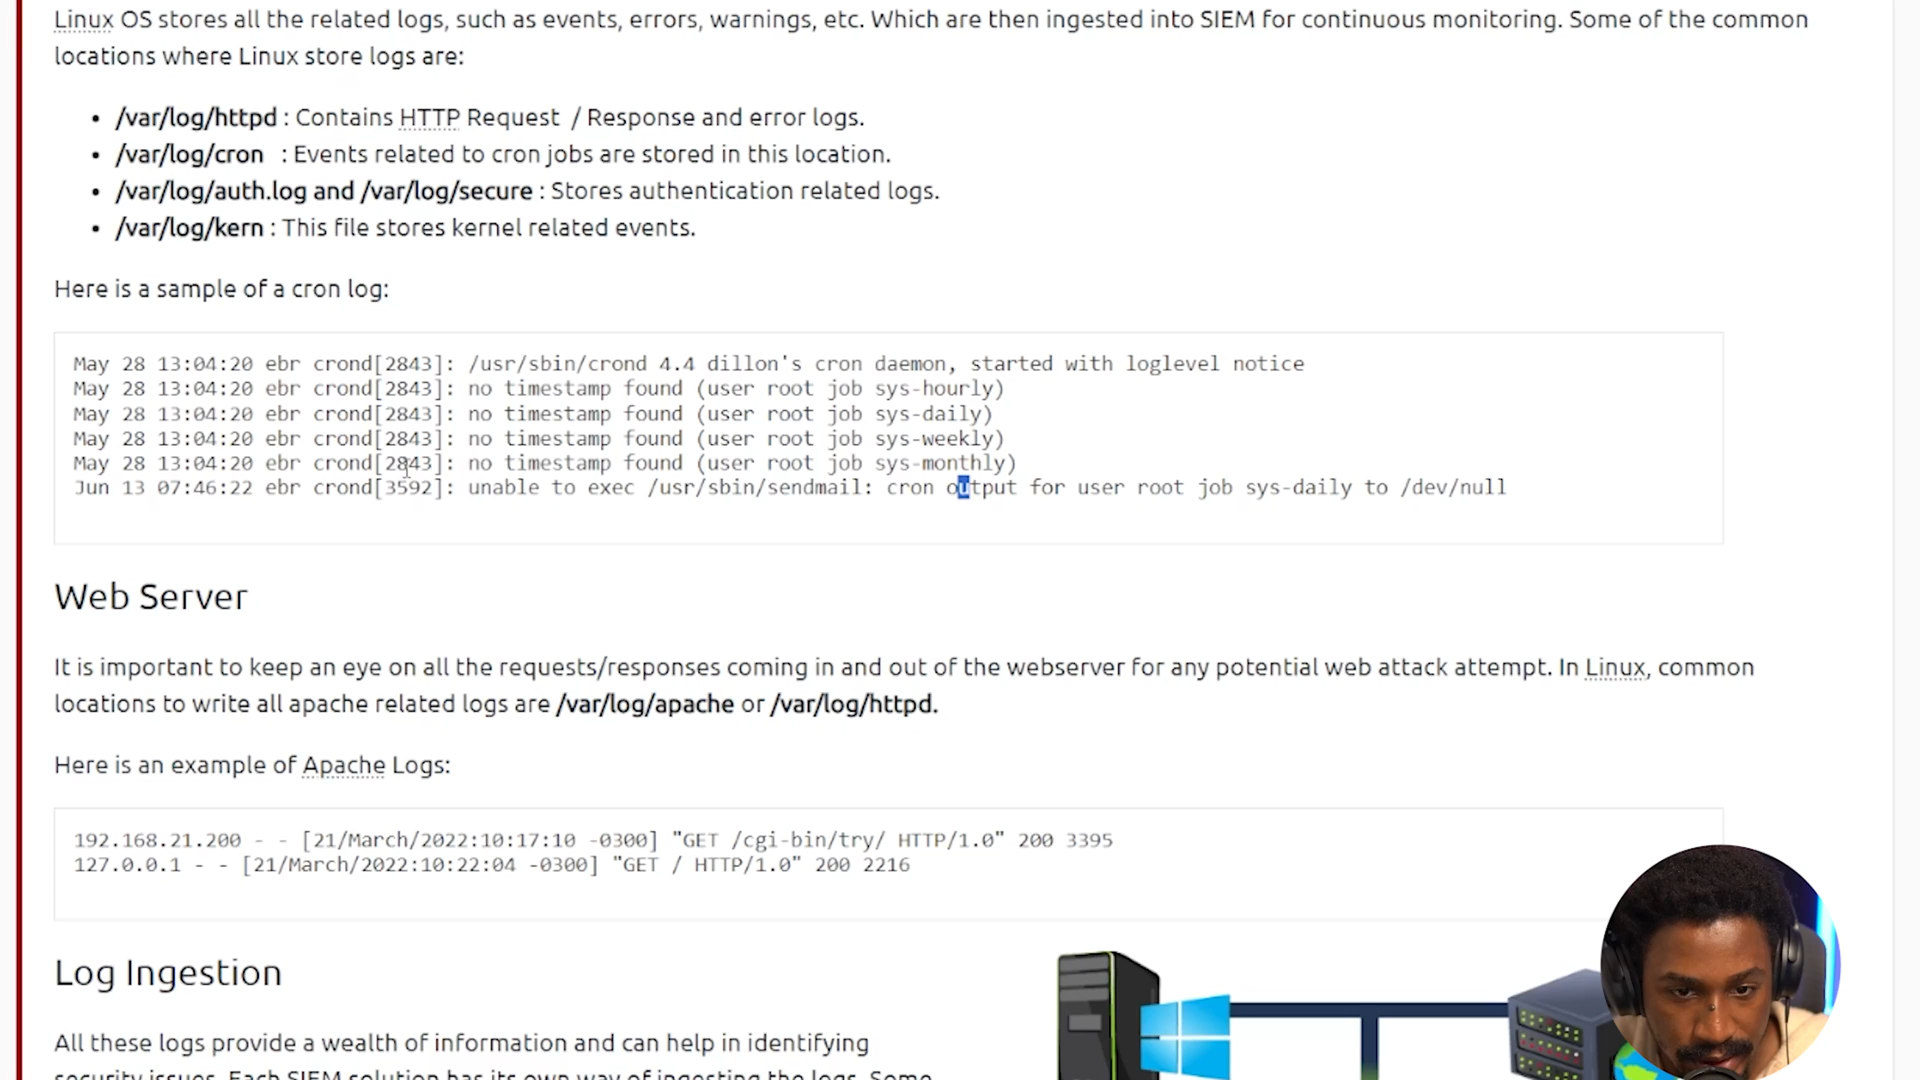 Linux OS stores all the related logs, such as events, errors, warnings, etc. Which are then ingested into SIEM for continuous monitoring. Some of the common
locations where Linux store logs are:
• /var/log/httpd : Contains HTTP Request / Response and error logs.
• /var/log/cron : Events related to cron jobs are stored in this location.
• /var/log/auth.log and /var/log/secure : Stores authentication related logs.
• /var/log/kern : This file stores kernel related events.
Here is a sample of a cron log:
May 28 13:04:20 ebr crond[2843]: /usr/sbin/crond 4.4 dillon's cron daemon, started with loglevel notice
May 28 13:04:20 ebr crond[2843]: no timestamp found (user root job sys-hourly)
May 28 13:04:20 ebr crond[2843]: no timestamp found (user root job sys-daily)
May 28 13:04:20 ebr crond[2843]: no timestamp found (user root job sys-weekly)
May 28 13:04:20 ebr crond[2843]: no timestamp found (user root job sys-monthly)
Jun 13 07:46:22 ebr crond[3592]: unable to exec /usr/sbin/sendmail: cron output for user root job sys-daily to /dev/null
Web Server
It is important to keep an eye on all the requests/responses coming in and out of the webserver for any potential web attack attempt. In Linux, common
locations to write all apache related logs are /var/log/apache or /var/log/httpd.
Here is an example of Apache Logs:
192.168.21.200 - - [21/March/2022:10:17:10 -0300] "GET /cgi-bin/try/ HTTP/1.0" 200 3395
127.0.0.1 - - [21/March/2022:10:22:04 -0300] "GET / HTTP/1.0" 200 2216
Log Ingestion
All these logs provide a wealth of information and can help in identifying
security issues. Each SIEM solution has its own way of ingesting the logs. Some